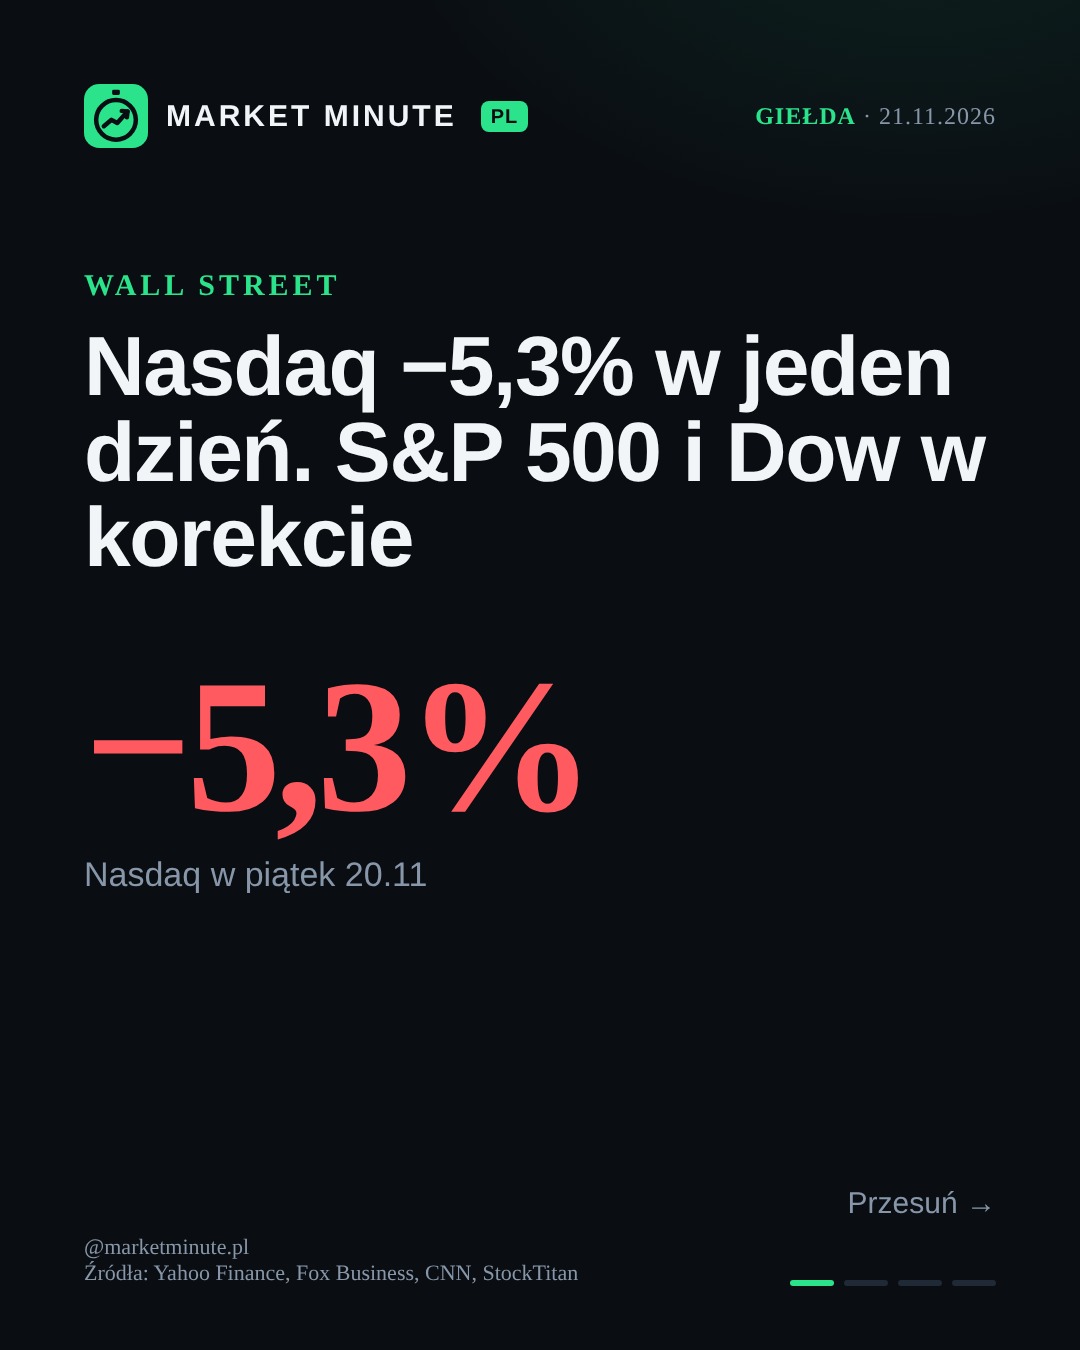 MARKET MINUTE PL
GIEŁDA · 21.11.2026
WALL STREET
Nasdaq −5,3% w jeden
dzień. S&P 500 i Dow w
korekcie
−5,3%
Nasdaq w piątek 20.11
Przesuń →
@marketminute.pl
Źródła: Yahoo Finance, Fox Business, CNN, StockTitan